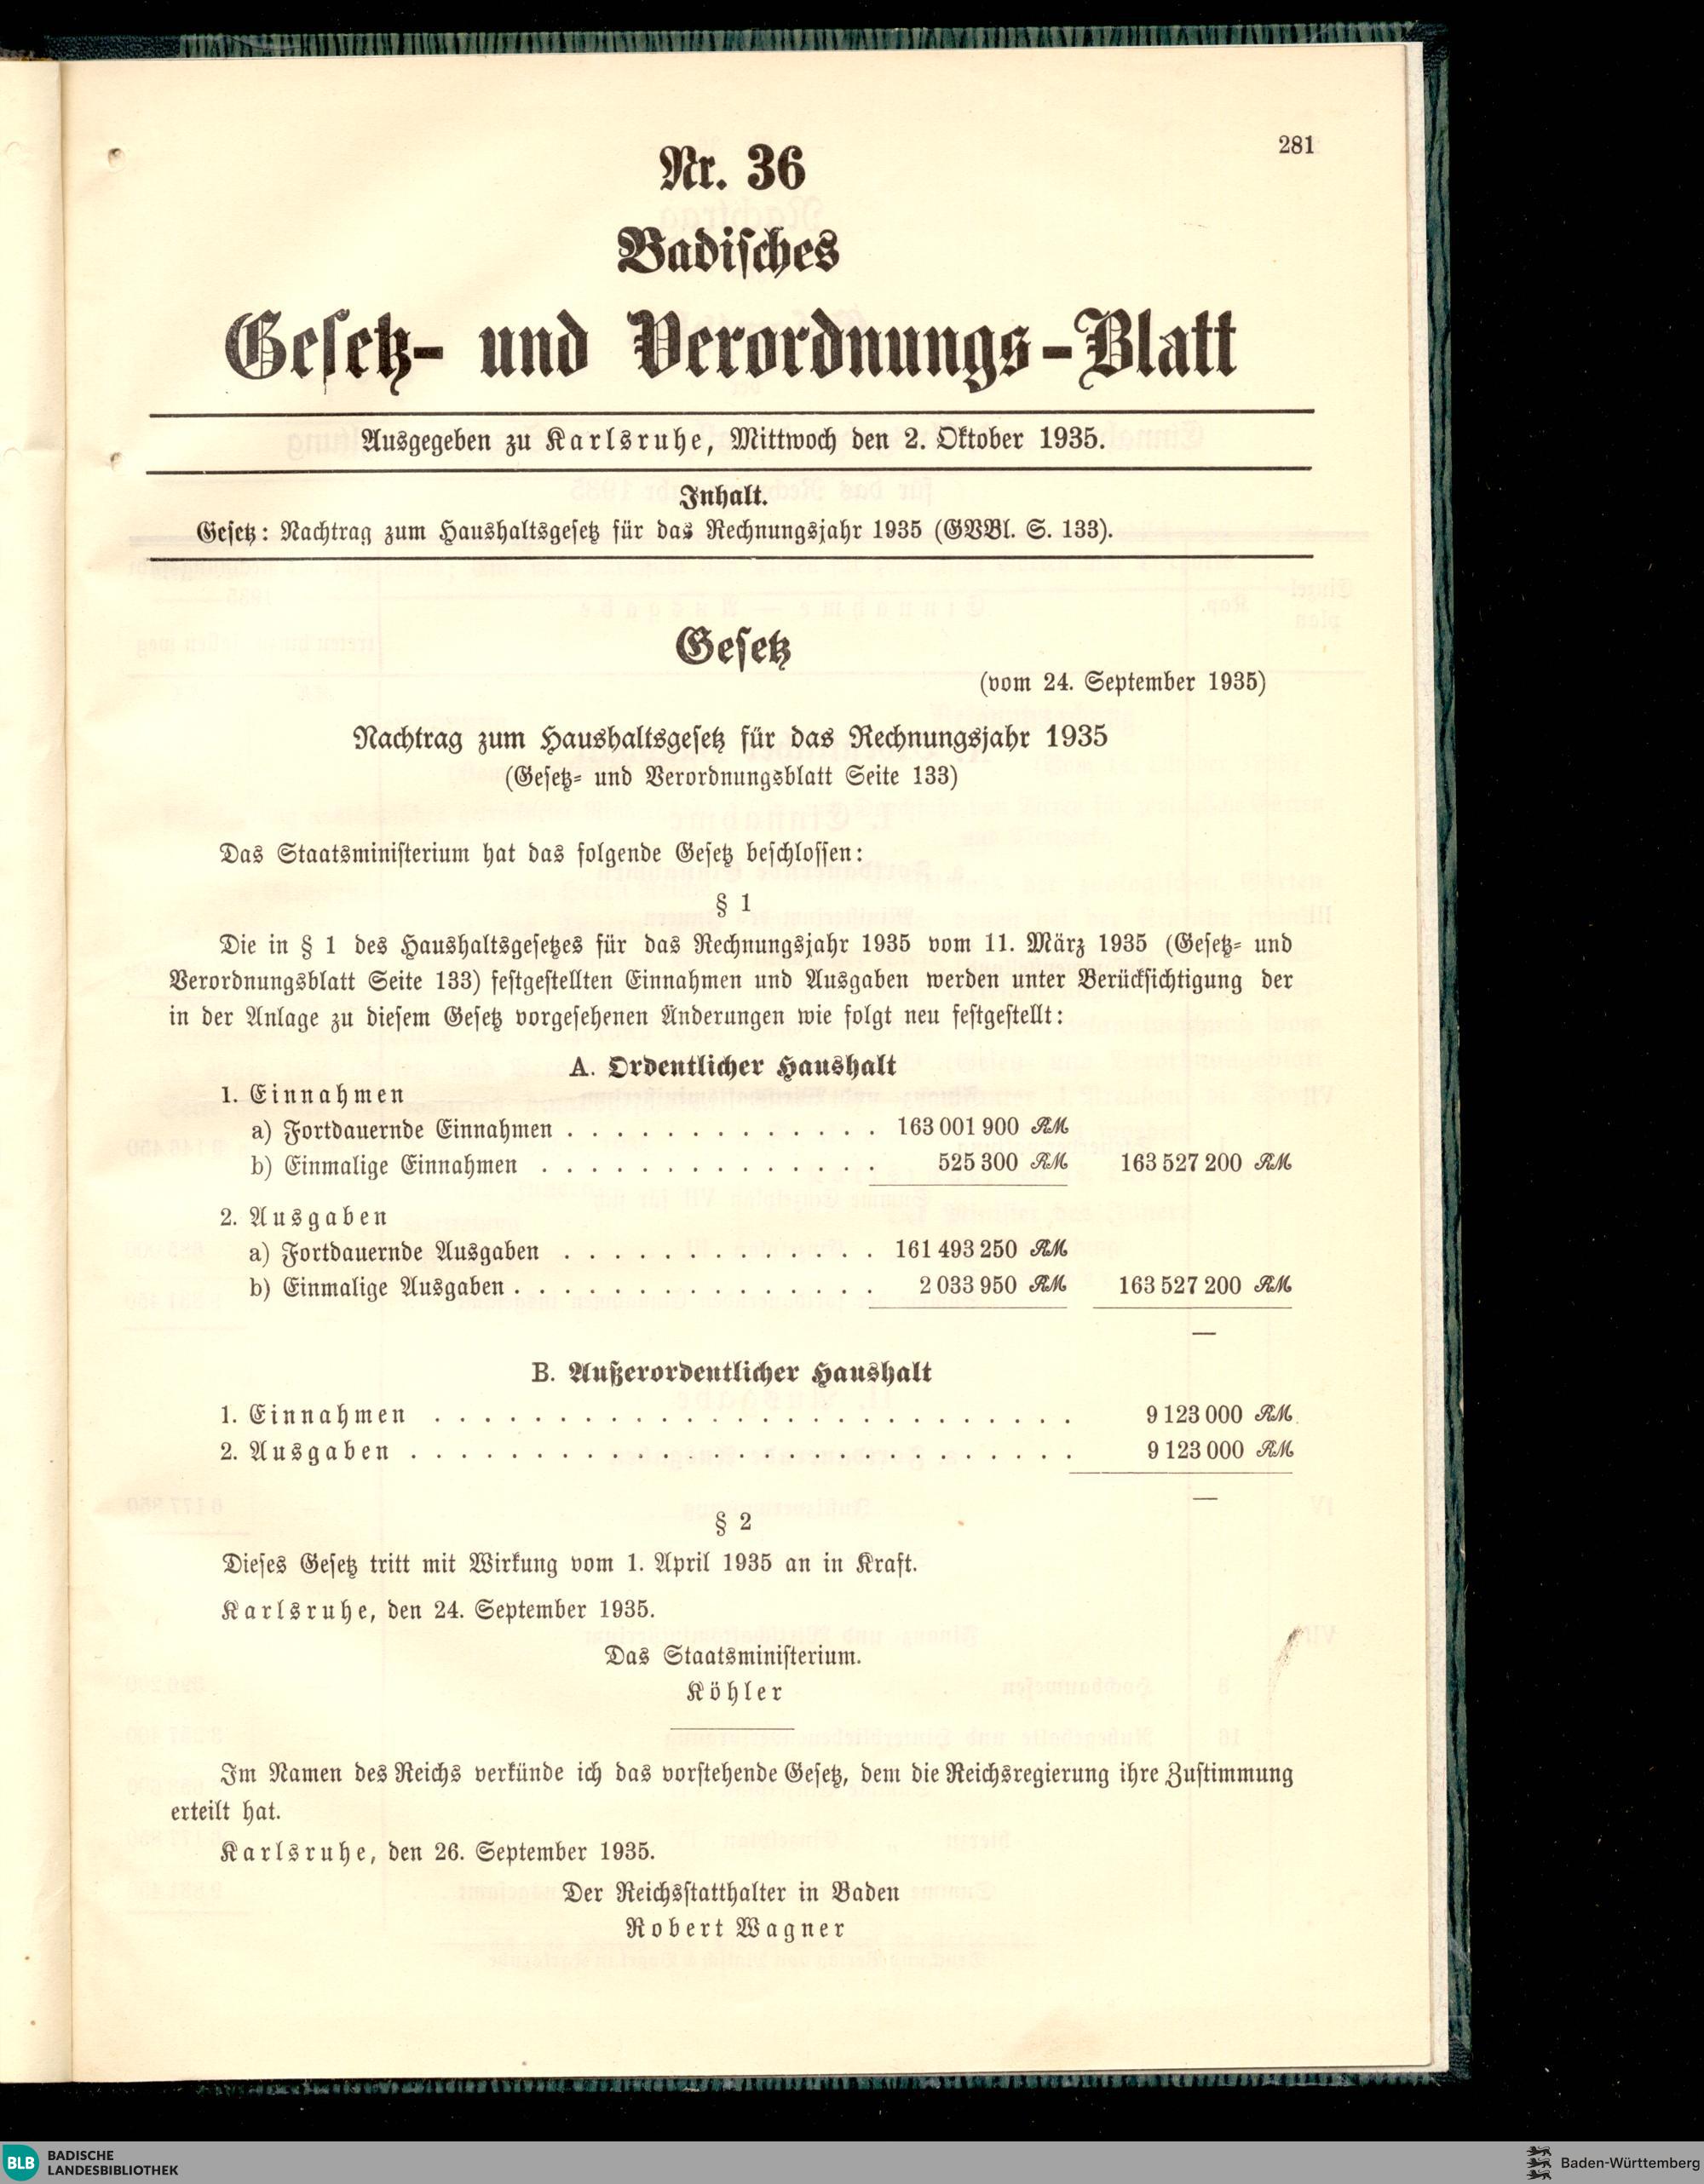 281
Nr. 36
Badisches
Gesetz- und Verordnungs-Blatt
Ausgegeben zu Karlsruhe, Mittwoch den 2. Oktober 1935.
Inhalt.
Gesetz: Nachtrag zum Haushaltsgesetz für das Rechnungsjahr 1935 (GVBl. S. 133).
Gesetz
(vom 24. September 1935)
Nachtrag zum Haushaltsgesetz für das Rechnungsjahr 1935
(Gesetz- und Verordnungsblatt Seite 133)
Das Staatsministerium hat das folgende Gesetz beschlossen:
§ 1
Die in § 1 des Haushaltsgesetzes für das Rechnungsjahr 1935 vom 11. März 1935 (Gesetz- und
Verordnungsblatt Seite 133) festgestellten Einnahmen und Ausgaben werden unter Berücksichtigung der
in der Anlage zu diesem Gesetz vorgesehenen Änderungen wie folgt neu festgestellt:
A. Ordentlicher Haushalt
1. Einnahmen
a) Fortdauernde Einnahmen . . . . . . . . . . . . . 163 001 900 RM
b) Einmalige Einnahmen . . . . . . . . . . . . . . 525 300 RM 163 527 200 RM
2. Ausgaben
a) Fortdauernde Ausgaben . . . . . . . . . . . . . 161 493 250 RM
b) Einmalige Ausgaben . . . . . . . . . . . . . . . 2 033 950 RM 163 527 200 RM
—
B. Außerordentlicher Haushalt
1. Einnahmen . . . . . . . . . . . . . . . . . . . . . . . . . . 9 123 000 RM
2. Ausgaben . . . . . . . . . . . . . . . . . . . . . . . . . . . 9 123 000 RM
—
§ 2
Dieses Gesetz tritt mit Wirkung vom 1. April 1935 an in Kraft.
Karlsruhe, den 24. September 1935.
Das Staatsministerium.
Köhler
Im Namen des Reichs verkünde ich das vorstehende Gesetz, dem die Reichsregierung ihre Zustimmung
erteilt hat.
Karlsruhe, den 26. September 1935.
Der Reichsstatthalter in Baden
Robert Wagner
BLB BADISCHE
LANDESBIBLIOTHEK
Baden-Württemberg